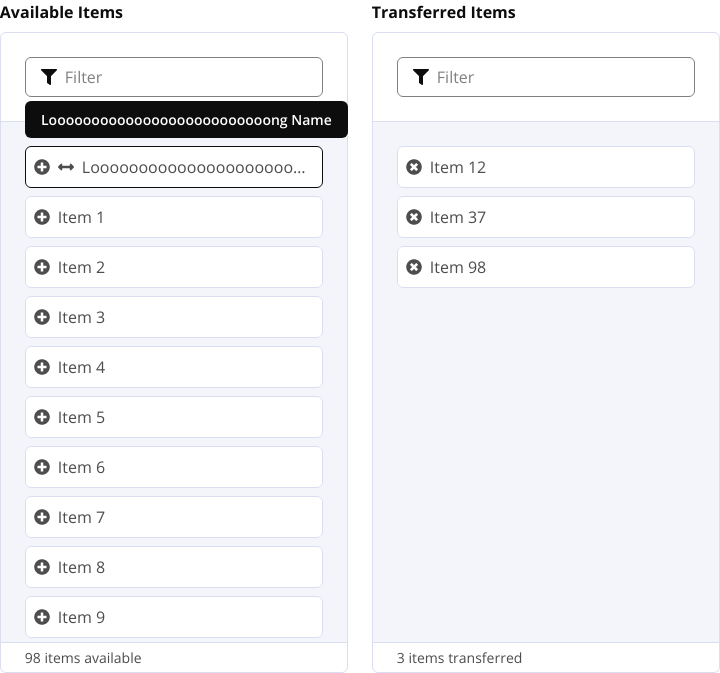 Available Items
Filter
Looooooooooooooooooooooooooong Name
Looooooooooooooooooooo...
Item 1
Item 2
Item 3
Item 4
Item 5
Item 6
Item 7
Item 8
Item 9
98 items available
Transferred Items
Filter
Item 12
Item 37
Item 98
3 items transferred